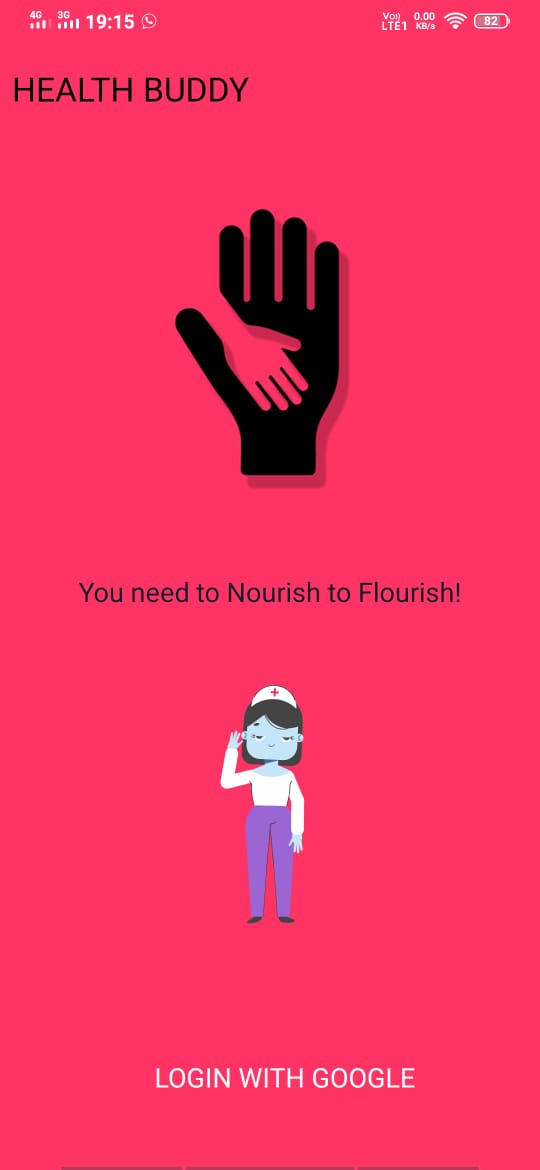 4G 3G 19:15 Vo)) LTE1 0.00 KB/s 82
HEALTH BUDDY
You need to Nourish to Flourish!
LOGIN WITH GOOGLE